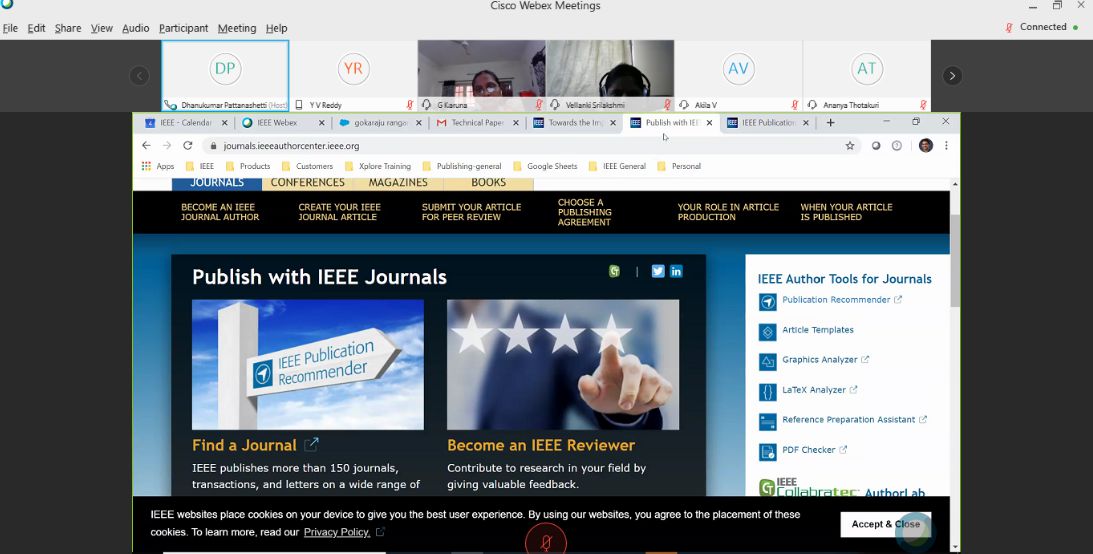 Cisco Webex Meetings
File Edit Share View Audio Participant Meeting Help
Connected
DP
YR
AV
AT
Dhanukumar Pattanashetti (Host)
Y V Reddy
G Karuna
Vellanki Srilakshmi
Akila V
Ananya Thotakuri
IEEE - Calendar
IEEE Webex
gokaraju ranga
Technical Paper
Towards the Im
Publish with IEE
IEEE Publication
journals.ieeeauthorcenter.ieee.org
Apps IEEE Products Customers Xplore Training Publishing-general Google Sheets IEEE General Personal
JOURNALS CONFERENCES MAGAZINES BOOKS
BECOME AN IEEE
JOURNAL AUTHOR
CREATE YOUR IEEE
JOURNAL ARTICLE
SUBMIT YOUR ARTICLE
FOR PEER REVIEW
CHOOSE A
PUBLISHING
AGREEMENT
YOUR ROLE IN ARTICLE
PRODUCTION
WHEN YOUR ARTICLE
IS PUBLISHED
Publish with IEEE Journals
IEEE Publication
Recommender
Find a Journal
IEEE publishes more than 150 journals,
transactions, and letters on a wide range of
Become an IEEE Reviewer
Contribute to research in your field by
giving valuable feedback.
IEEE Author Tools for Journals
Publication Recommender
Article Templates
Graphics Analyzer
LaTeX Analyzer
Reference Preparation Assistant
PDF Checker
IEEE
Collabratec AuthorLab
IEEE websites place cookies on your device to give you the best user experience. By using our websites, you agree to the placement of these
cookies. To learn more, read our Privacy Policy.
Accept & Close